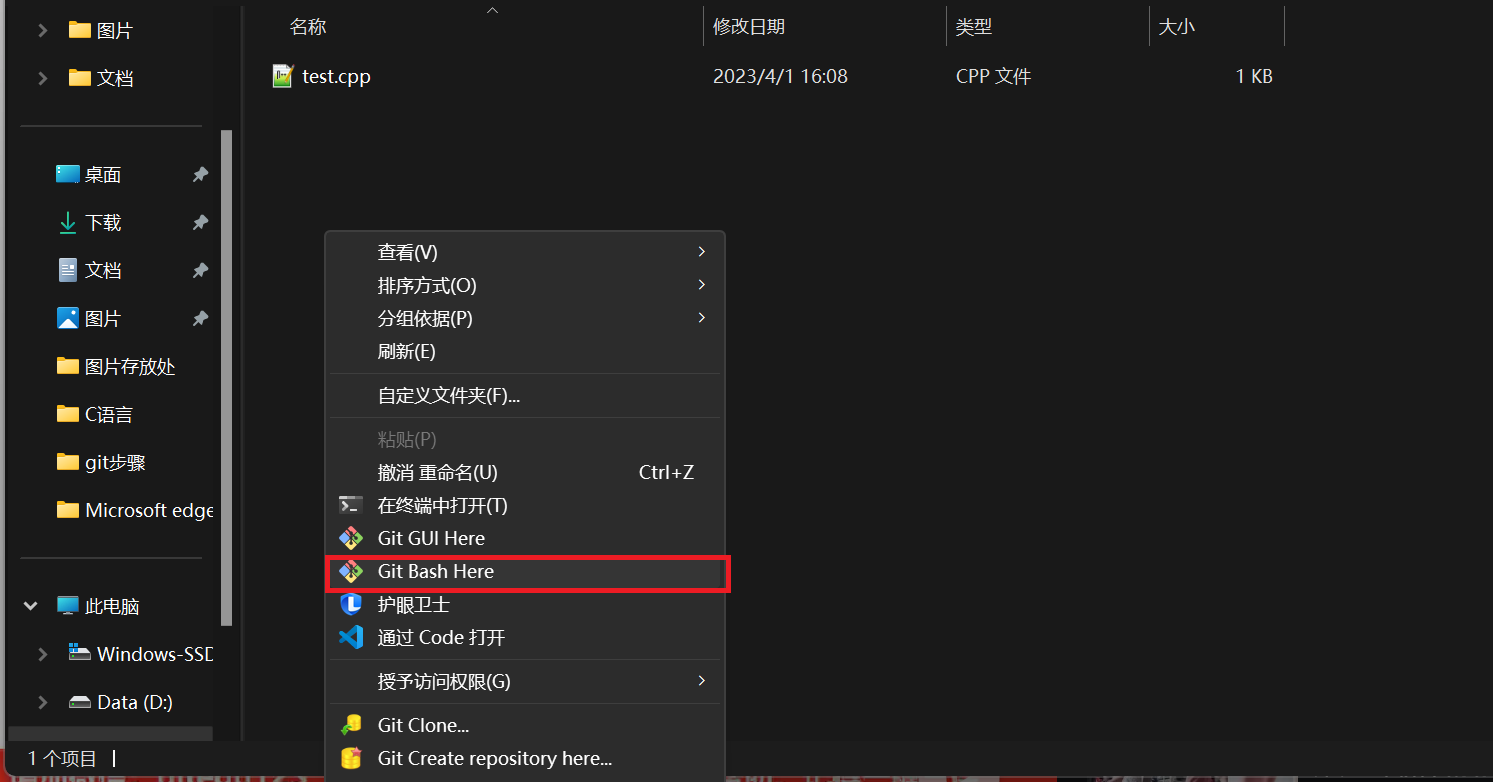 图片
文档
桌面
下载
文档
图片
图片存放处
C语言
git步骤
Microsoft edge
此电脑
Windows-SSD
Data (D:)
1 个项目
名称 修改日期 类型 大小
test.cpp 2023/4/1 16:08 CPP 文件 1 KB
查看(V)
排序方式(O)
分组依据(P)
刷新(E)
自定义文件夹(F)...
粘贴(P)
撤消 重命名(U) Ctrl+Z
在终端中打开(T)
Git GUI Here
Git Bash Here
护眼卫士
通过 Code 打开
授予访问权限(G)
Git Clone...
Git Create repository here...